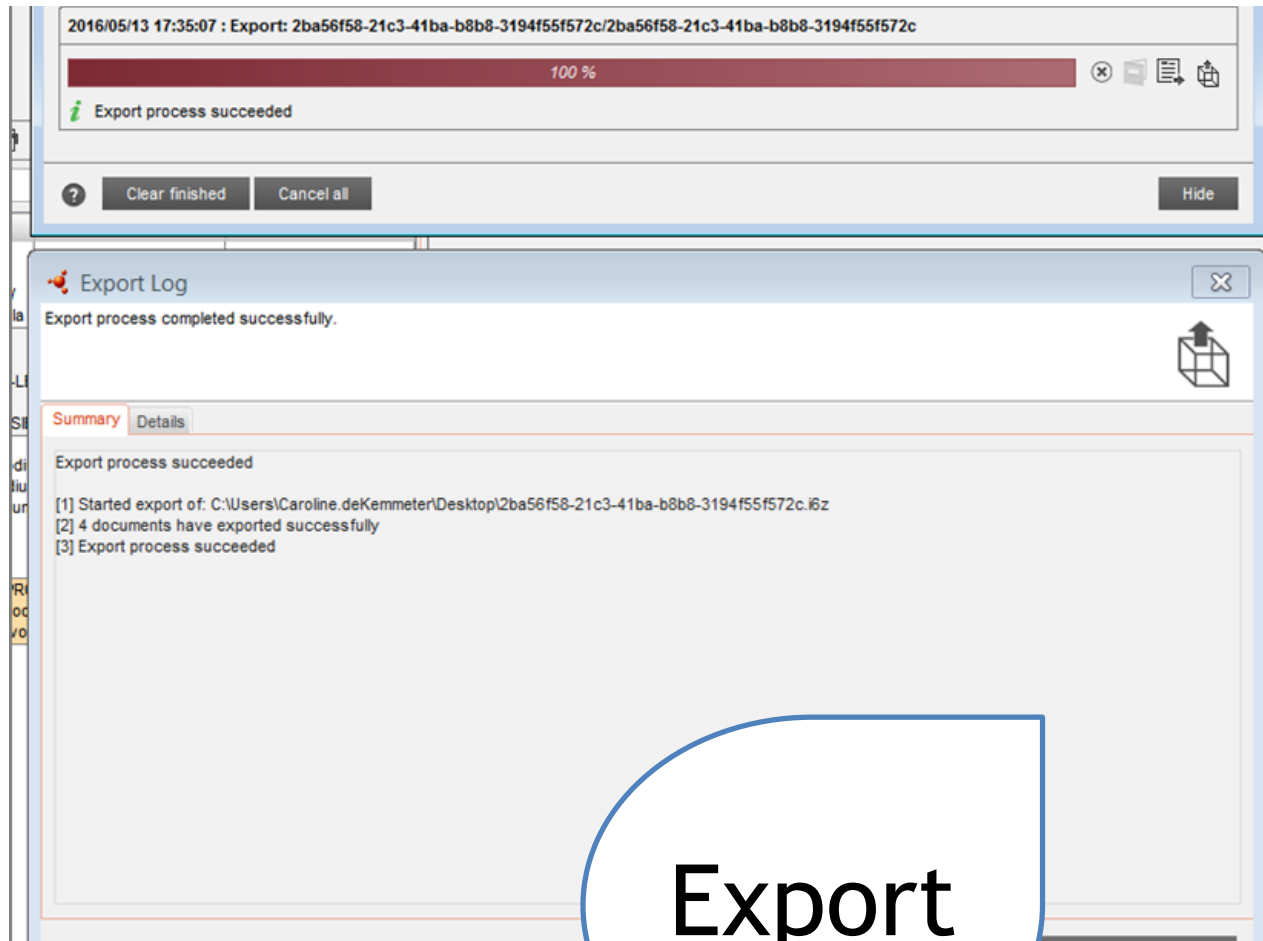 2016/05/13 17:35:07 : Export: 2ba56f58-21c3-41ba-b8b8-3194f55f572c/2ba56f58-21c3-41ba-b8b8-3194f55f572c
100 %
Export process succeeded
Clear finished Cancel all Hide
Export Log
Export process completed successfully.
Summary Details
Export process succeeded
[1] Started export of: C:\Users\Caroline.deKemmeter\Desktop\2ba56f58-21c3-41ba-b8b8-3194f55f572c.i6z
[2] 4 documents have exported successfully
[3] Export process succeeded
Export